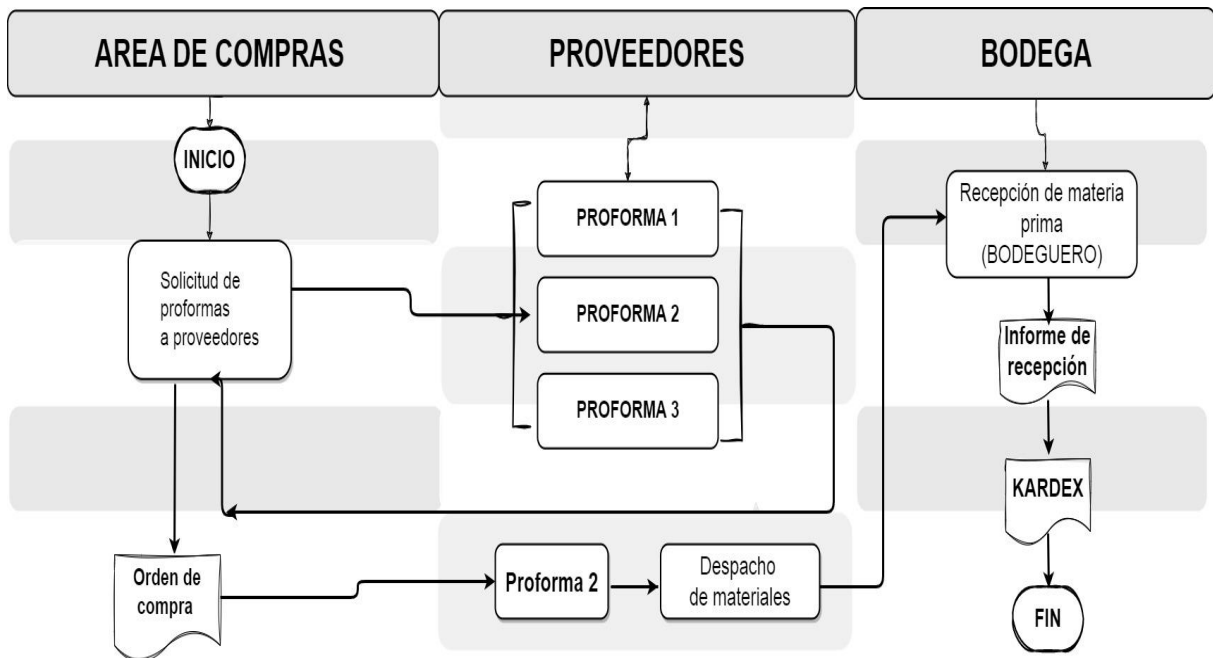 AREA DE COMPRAS
PROVEEDORES
BODEGA
INICIO
Solicitud de
proformas
a proveedores
Orden de
compra
PROFORMA 1
PROFORMA 2
PROFORMA 3
Proforma 2
Despacho
de materiales
Recepción de materia
prima
(BODEGUERO)
Informe de
recepción
KARDEX
FIN